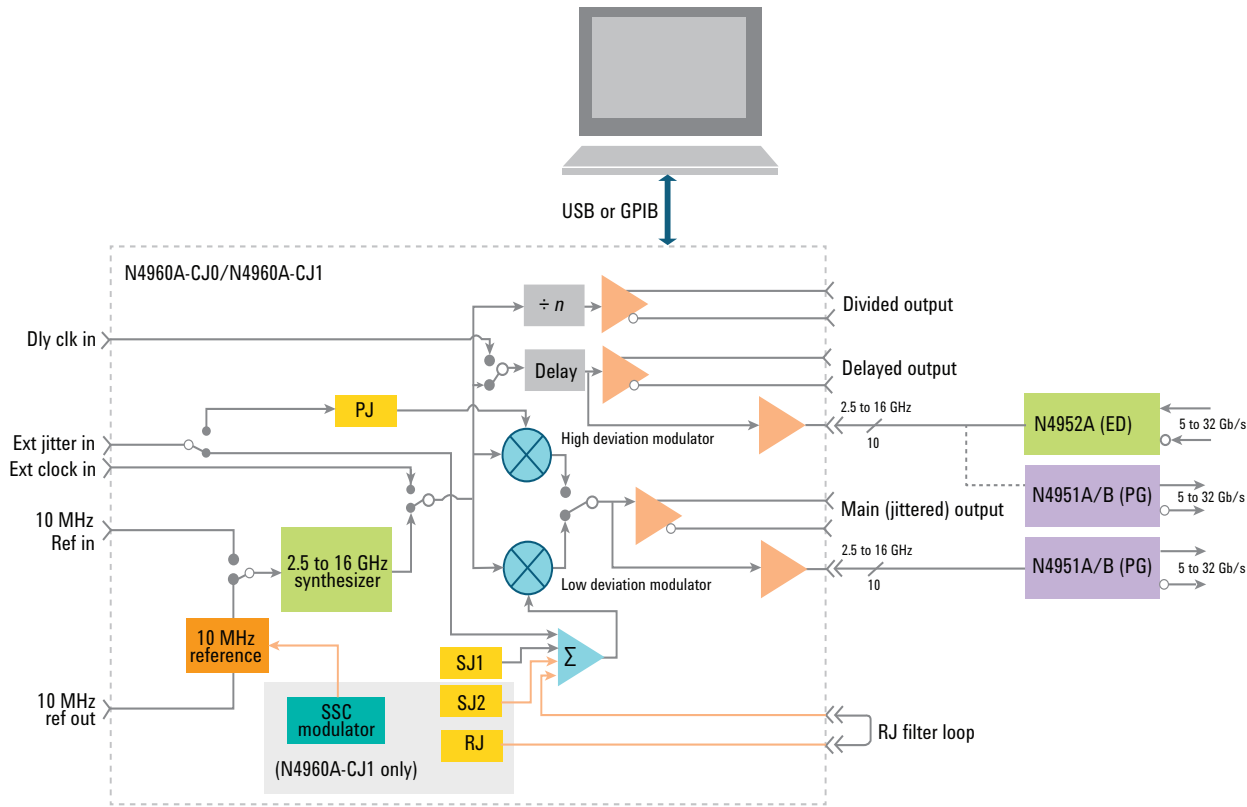 USB or GPIB
N4960A-CJ0/N4960A-CJ1
÷ n
Divided output
Dly clk in
Delay
Delayed output
PJ
2.5 to 16 GHz
10
N4952A (ED)
5 to 32 Gb/s
Ext jitter in
High deviation modulator
Ext clock in
N4951A/B (PG)
5 to 32 Gb/s
Main (jittered) output
10 MHz
Ref in
2.5 to 16 GHz
synthesizer
2.5 to 16 GHz
10
N4951A/B (PG)
5 to 32 Gb/s
Low deviation modulator
10 MHz
reference
SJ1
Σ
SJ2
10 MHz
ref out
SSC
modulator
RJ
RJ filter loop
(N4960A-CJ1 only)